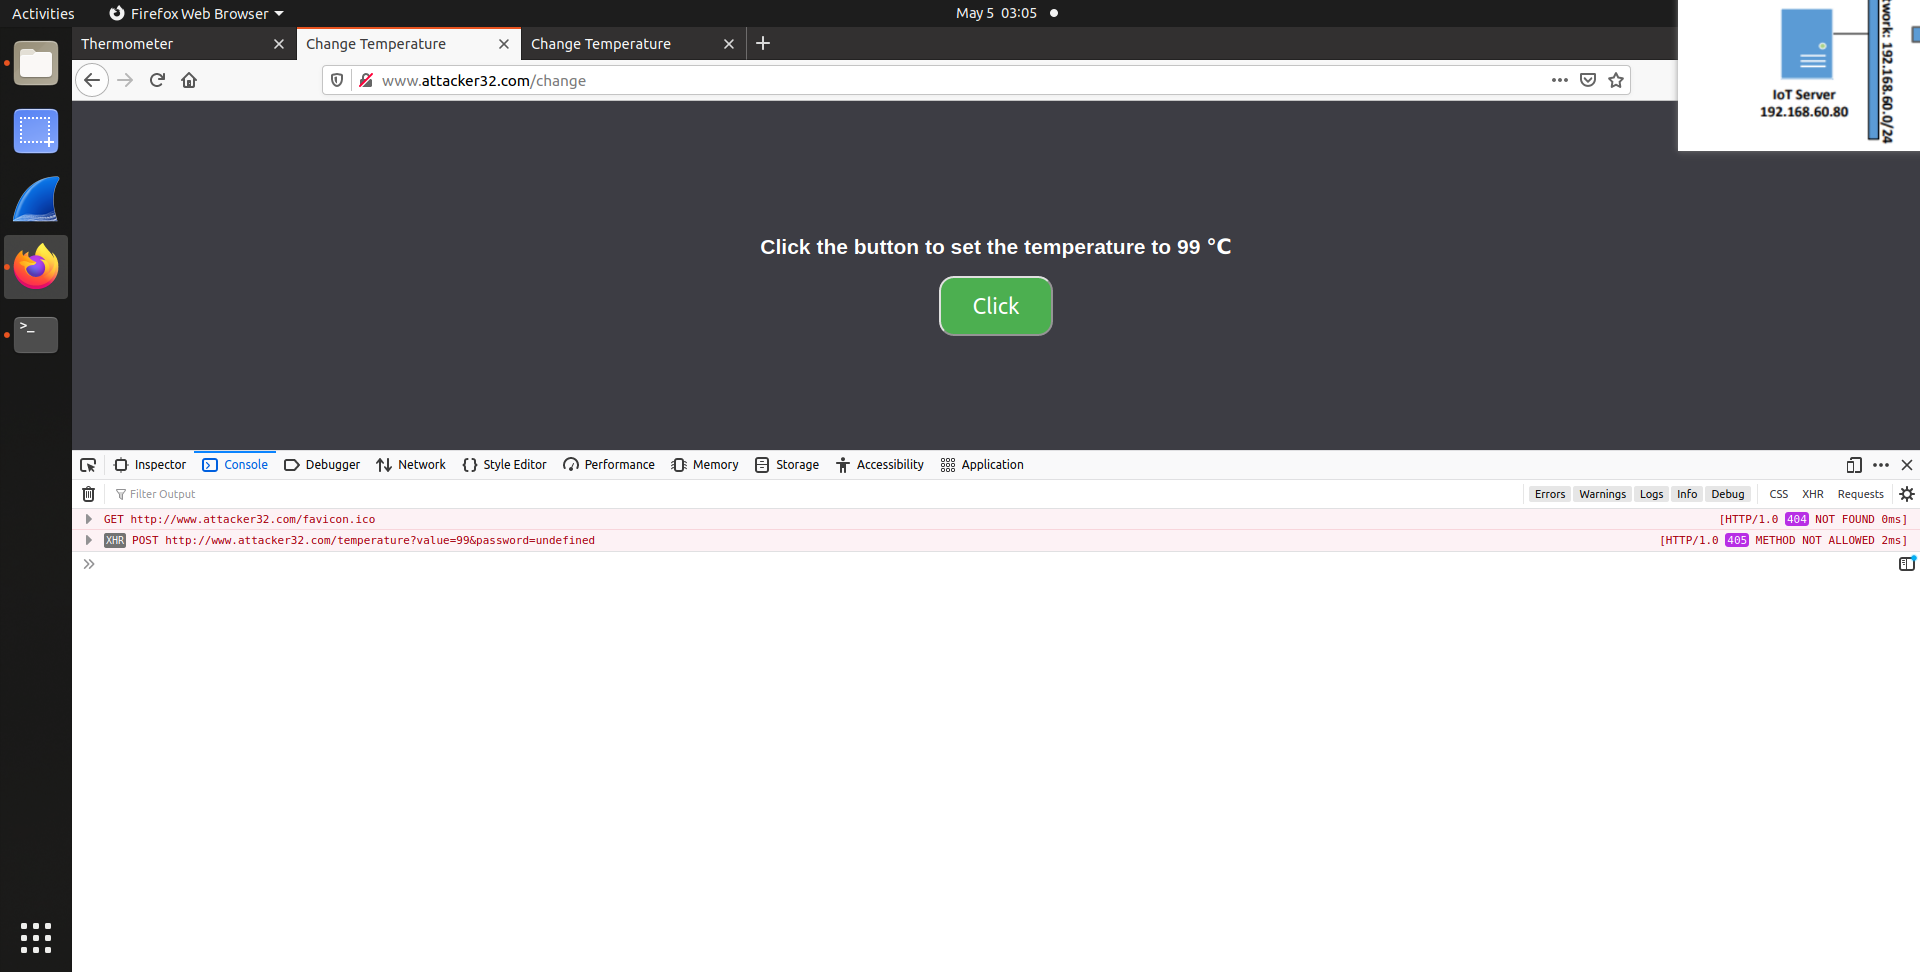 Activities
Firefox Web Browser
May 5 03:05
Thermometer
Change Temperature
Change Temperature
www.attacker32.com/change
IoT Server
192.168.60.80
twork: 192.168.60.0/24
Click the button to set the temperature to 99 °C
Click
Inspector
Console
Debugger
Network
Style Editor
Performance
Memory
Storage
Accessibility
Application
Filter Output
Errors
Warnings
Logs
Info
Debug
CSS
XHR
Requests
GET http://www.attacker32.com/favicon.ico
[HTTP/1.0 404 NOT FOUND 0ms]
XHR POST http://www.attacker32.com/temperature?value=99&password=undefined
[HTTP/1.0 405 METHOD NOT ALLOWED 2ms]